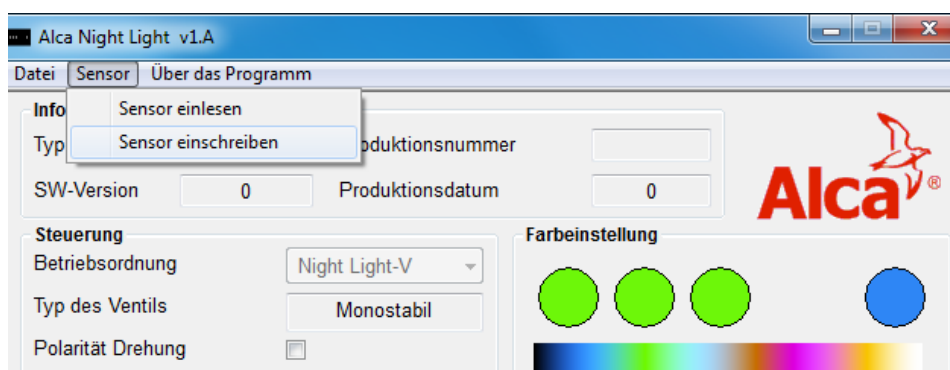 Alca Night Light v1.A
Datei Sensor Über das Programm
Sensor einlesen
Sensor einschreiben
Info
Typ
0
SW-Version 0 Produktionsdatum 0
Alca®
Steuerung
Betriebsordnung Night Light-V
Typ des Ventils Monostabil
Polarität Drehung
Farbeinstellung